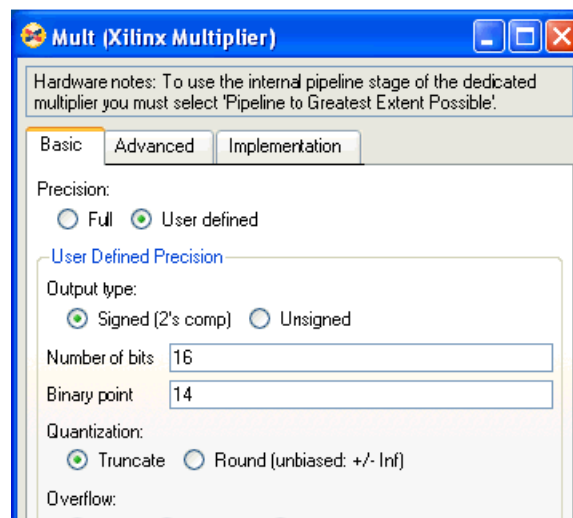 Mult (Xilinx Multiplier)
Hardware notes: To use the internal pipeline stage of the dedicated
multiplier you must select 'Pipeline to Greatest Extent Possible'.
Basic Advanced Implementation
Precision:
Full User defined
User Defined Precision
Output type:
Signed (2's comp) Unsigned
Number of bits 16
Binary point 14
Quantization:
Truncate Round (unbiased: +/- Inf)
Overflow: